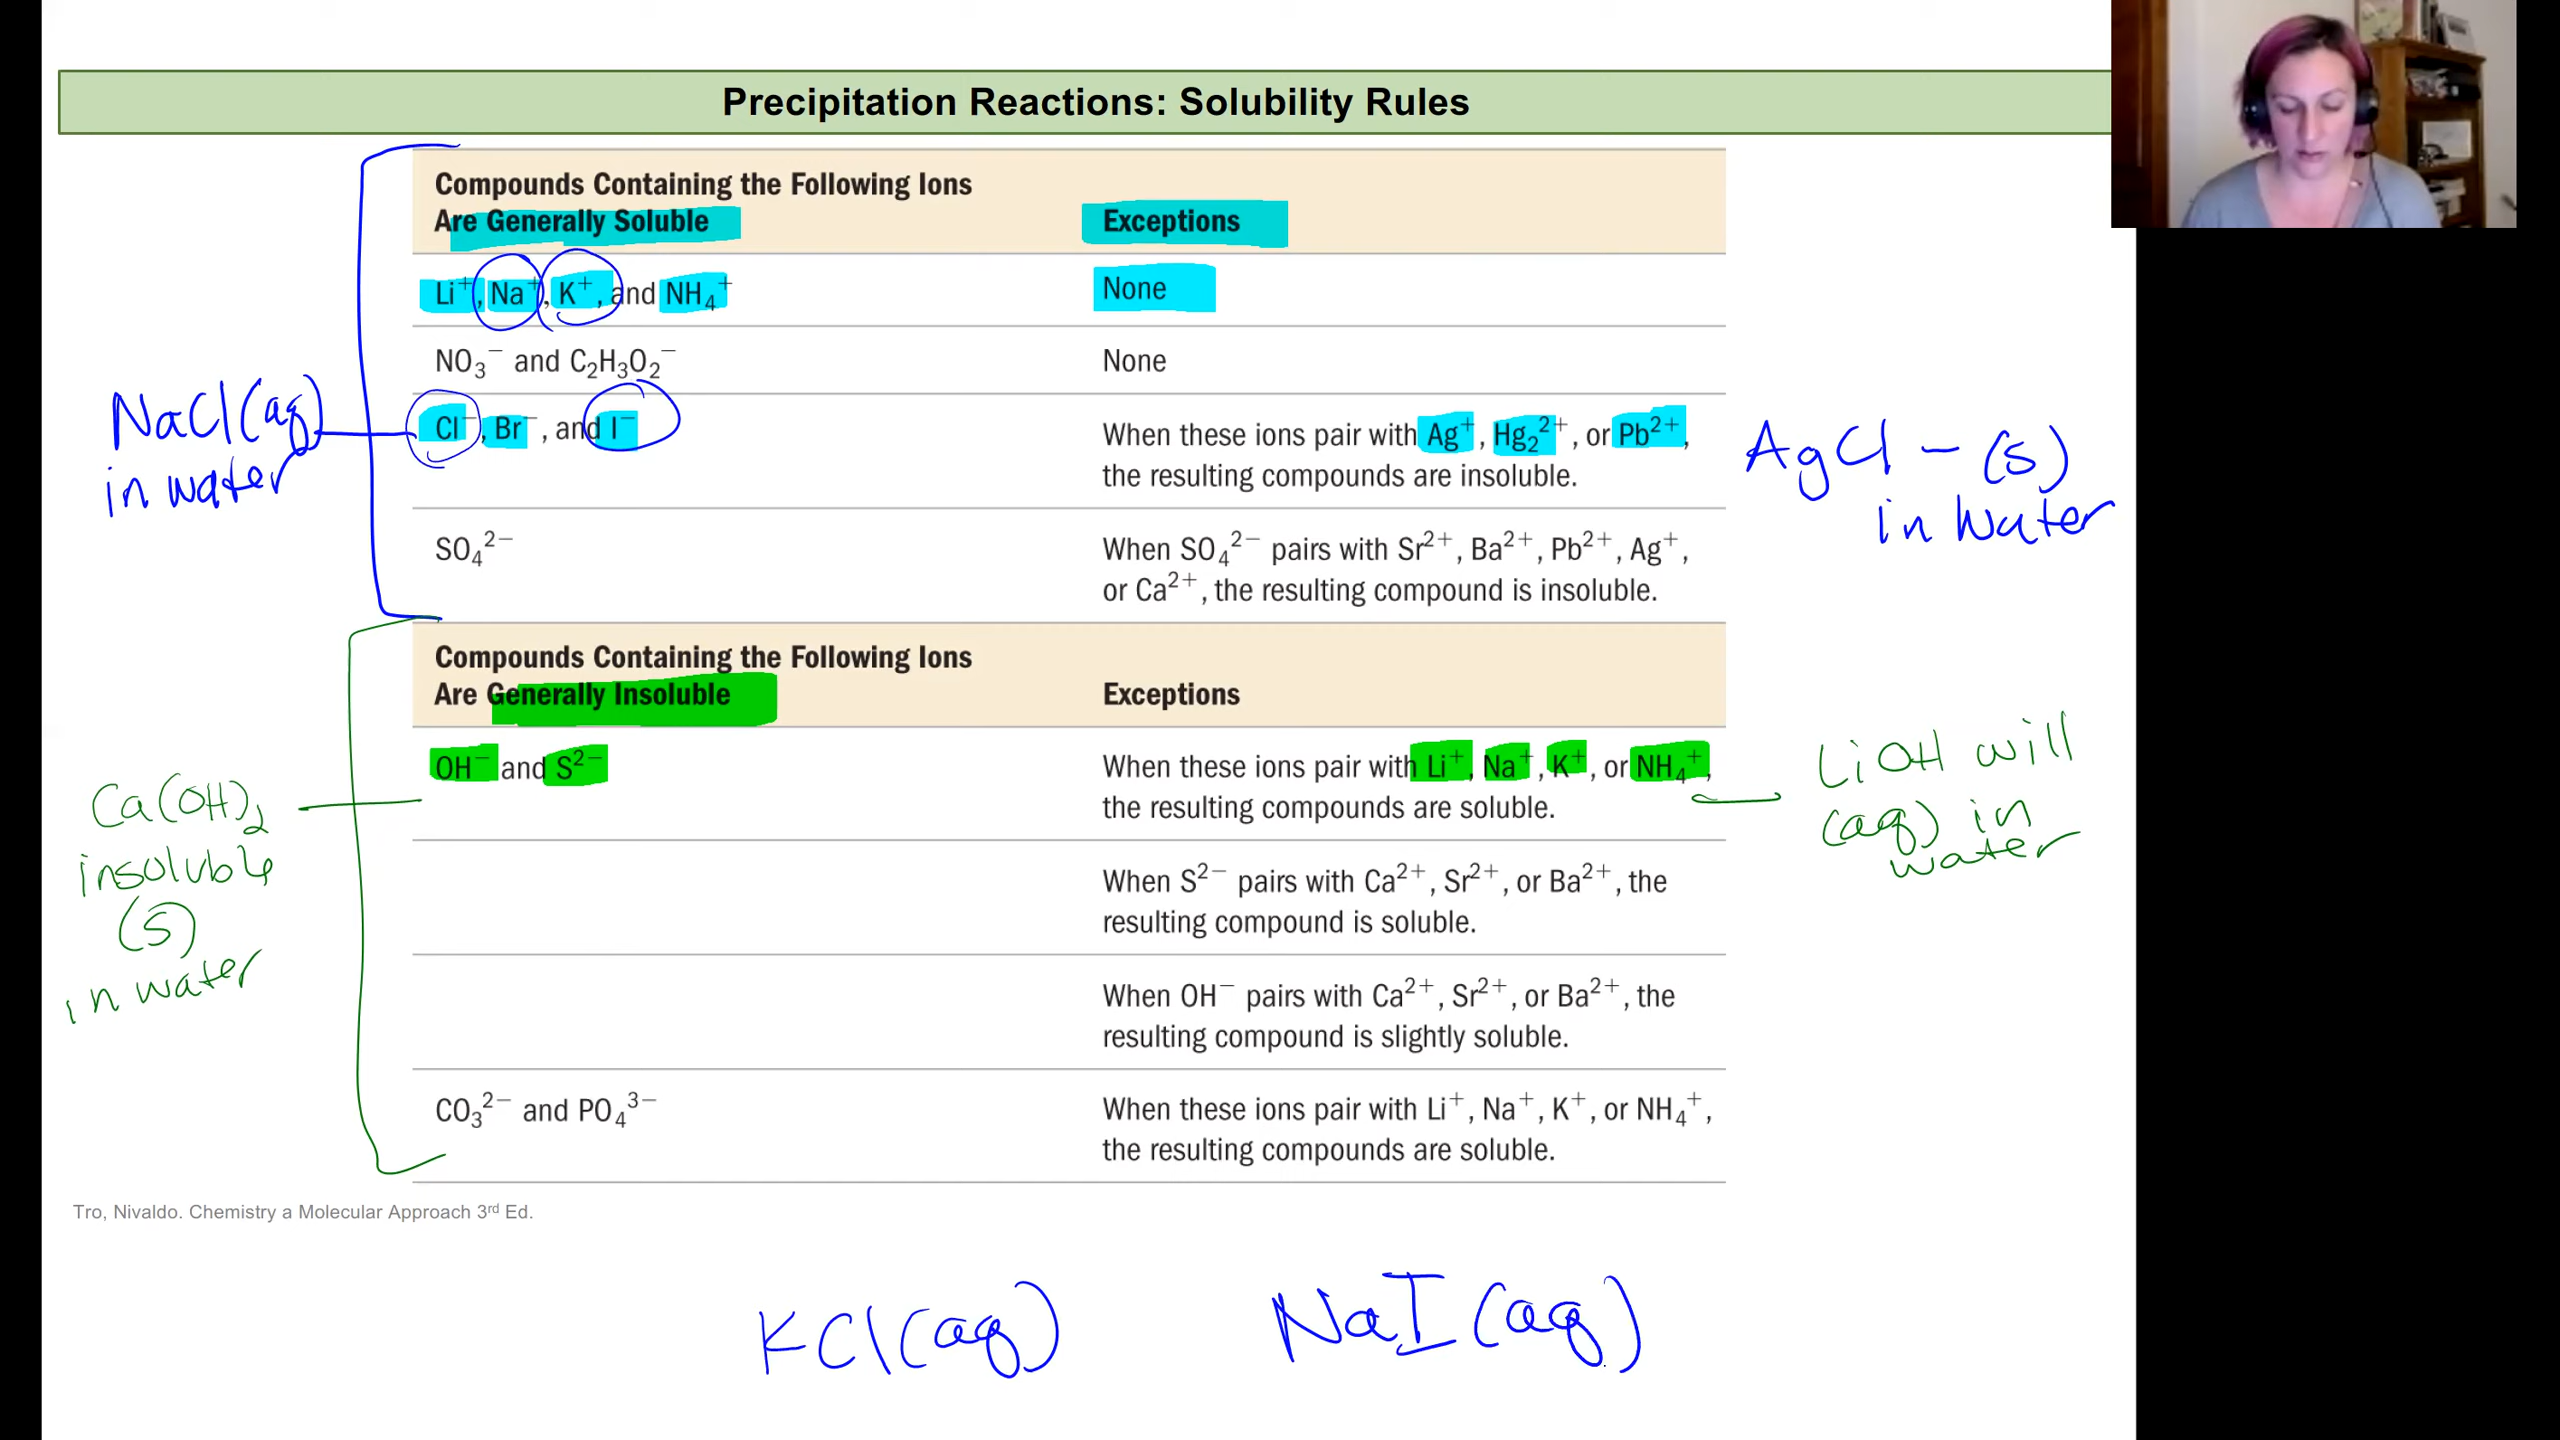 Precipitation Reactions: Solubility Rules
Compounds Containing the Following Ions
Are Generally Soluble
Exceptions
Li⁺, Na⁺, K⁺, and NH₄⁺
None
NO₃⁻ and C₂H₃O₂⁻
None
Cl⁻, Br⁻, and I⁻
When these ions pair with Ag⁺, Hg₂²⁺, or Pb²⁺,
the resulting compounds are insoluble.
SO₄²⁻
When SO₄²⁻ pairs with Sr²⁺, Ba²⁺, Pb²⁺, Ag⁺,
or Ca²⁺, the resulting compound is insoluble.
NaCl(aq)
in water
AgCl - (s)
in water
Compounds Containing the Following Ions
Are Generally Insoluble
Exceptions
OH⁻ and S²⁻
When these ions pair with Li⁺, Na⁺, K⁺, or NH₄⁺,
the resulting compounds are soluble.
When S²⁻ pairs with Ca²⁺, Sr²⁺, or Ba²⁺, the
resulting compound is soluble.
When OH⁻ pairs with Ca²⁺, Sr²⁺, or Ba²⁺, the
resulting compound is slightly soluble.
CO₃²⁻ and PO₄³⁻
When these ions pair with Li⁺, Na⁺, K⁺, or NH₄⁺,
the resulting compounds are soluble.
Ca(OH)₂
insoluble
(s)
in water
LiOH will
(aq) in
water
Tro, Nivaldo. Chemistry a Molecular Approach 3rd Ed.
KCl(aq)
NaI(aq)